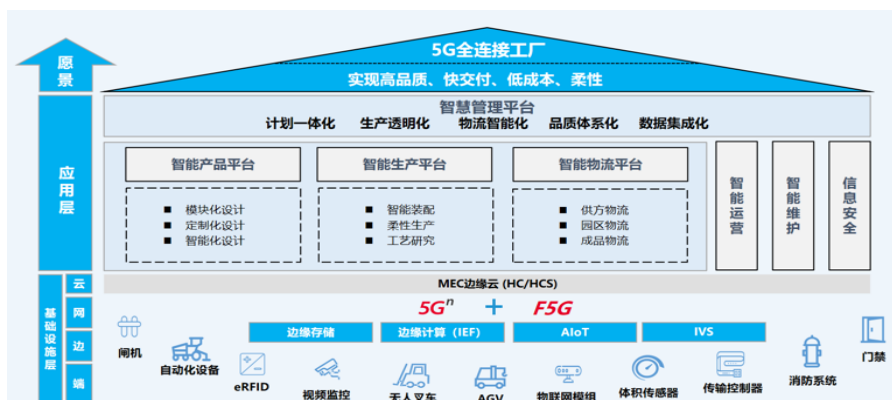 5G全连接工厂
愿景
实现高品质、快交付、低成本、柔性
智慧管理平台
计划一体化 生产透明化 物流智能化 品质体系化 数据集成化
应用层
智能产品平台 智能生产平台 智能物流平台
■ 模块化设计
■ 定制化设计
■ 智能化设计
■ 智能装配
■ 柔性生产
■ 工艺研究
■ 供方物流
■ 园区物流
■ 成品物流
智能运营
智能维护
信息安全
基础设施层
云
MEC边缘云 (HC/HCS)
网
5Gⁿ + F5G
边缘存储 边缘计算（IEF） AIoT IVS
边
端
闸机
自动化设备
eRFID
视频监控
无人叉车
AGV
物联网模组
体积传感器
传输控制器
消防系统
门禁